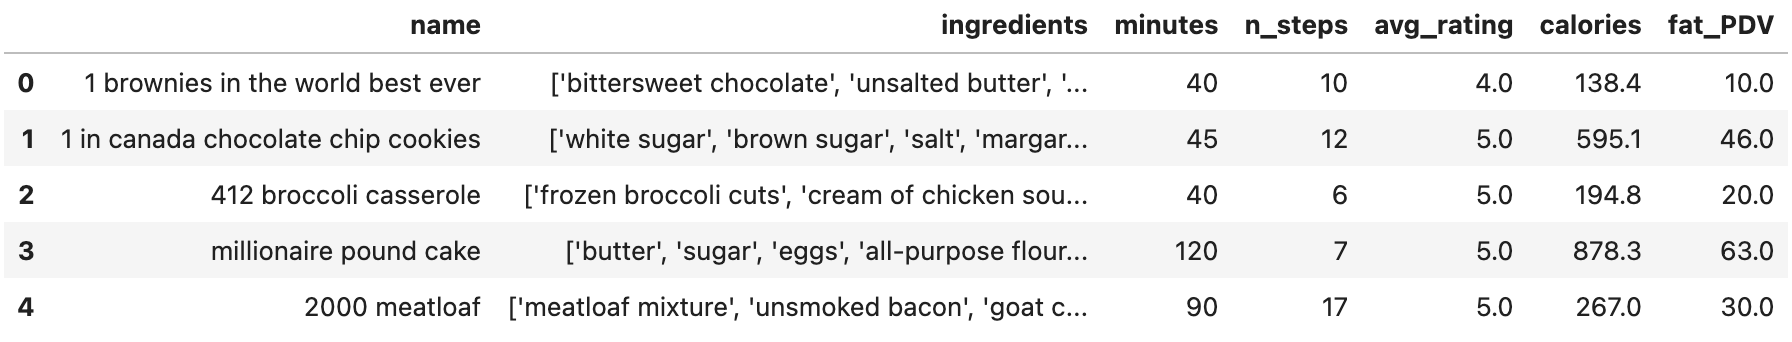 name ingredients minutes n_steps avg_rating calories fat_PDV
0 1 brownies in the world best ever ['bittersweet chocolate', 'unsalted butter', '... 40 10 4.0 138.4 10.0
1 1 in canada chocolate chip cookies ['white sugar', 'brown sugar', 'salt', 'margar... 45 12 5.0 595.1 46.0
2 412 broccoli casserole ['frozen broccoli cuts', 'cream of chicken sou... 40 6 5.0 194.8 20.0
3 millionaire pound cake ['butter', 'sugar', 'eggs', 'all-purpose flour... 120 7 5.0 878.3 63.0
4 2000 meatloaf ['meatloaf mixture', 'unsmoked bacon', 'goat c... 90 17 5.0 267.0 30.0